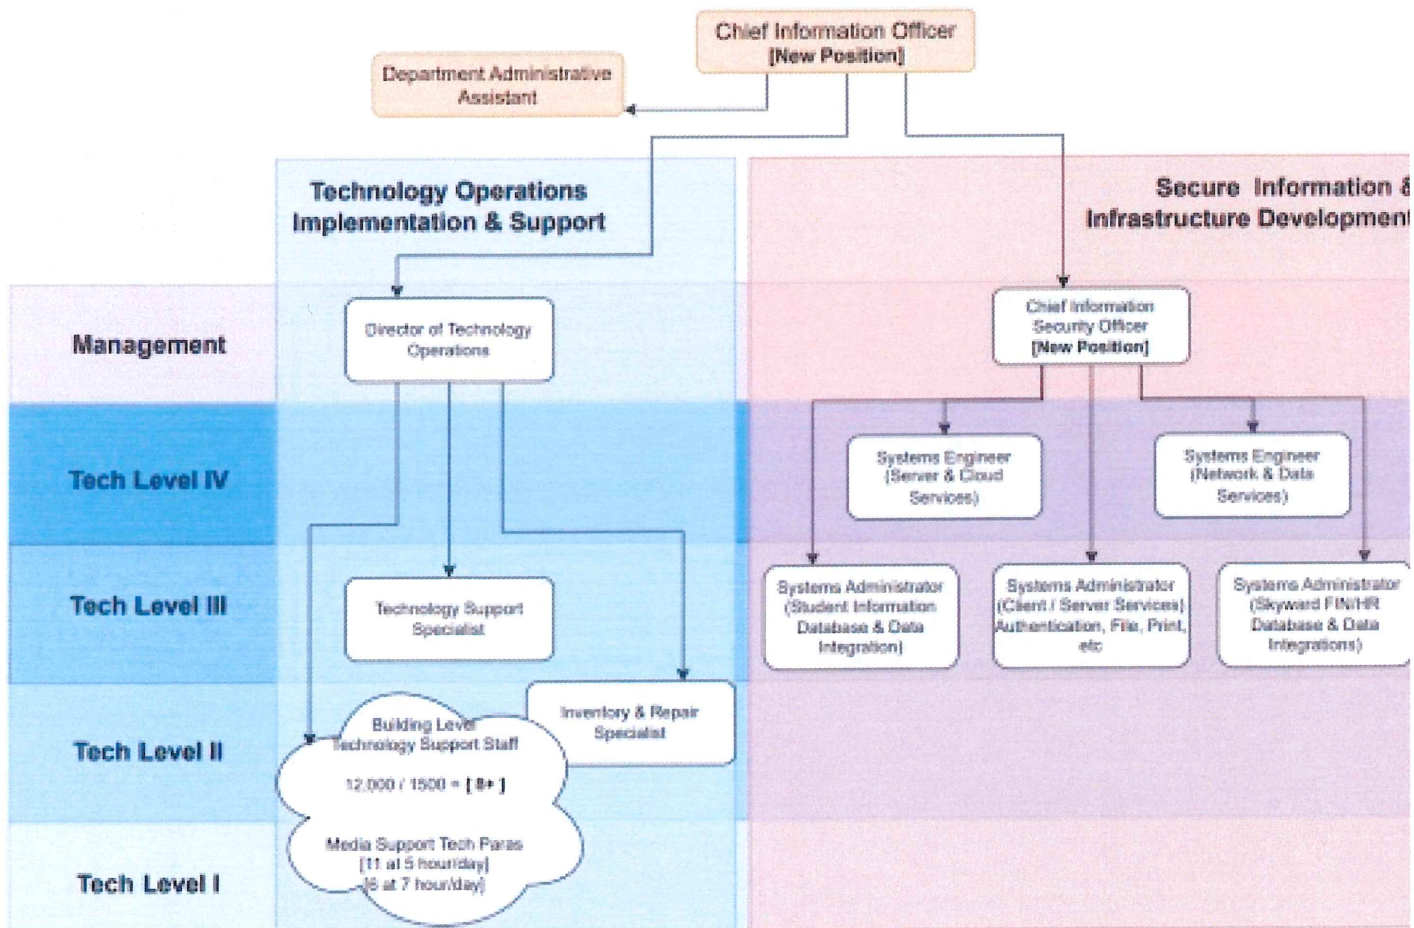 Chief Information Officer
[New Position]
Department Administrative
Assistant
Technology Operations
Implementation & Support
Secure Information &
Infrastructure Development
Management
Director of Technology
Operations
Chief Information
Security Officer
[New Position]
Tech Level IV
Systems Engineer
(Server & Cloud
Services)
Systems Engineer
(Network & Data
Services)
Tech Level III
Technology Support
Specialist
Systems Administrator
(Student Information
Database & Data
Integration)
Systems Administrator
(Client / Server Services)
Authentication, File, Print,
etc
Systems Administrator
(Skyward FIN/HR
Database & Data
Integrations)
Tech Level II
Building Level
Technology Support Staff
12,000 / 1500 = [ 8+ ]
Inventory & Repair
Specialist
Media Support Tech Paras
[11 at 5 hour/day]
[6 at 7 hour/day]
Tech Level I